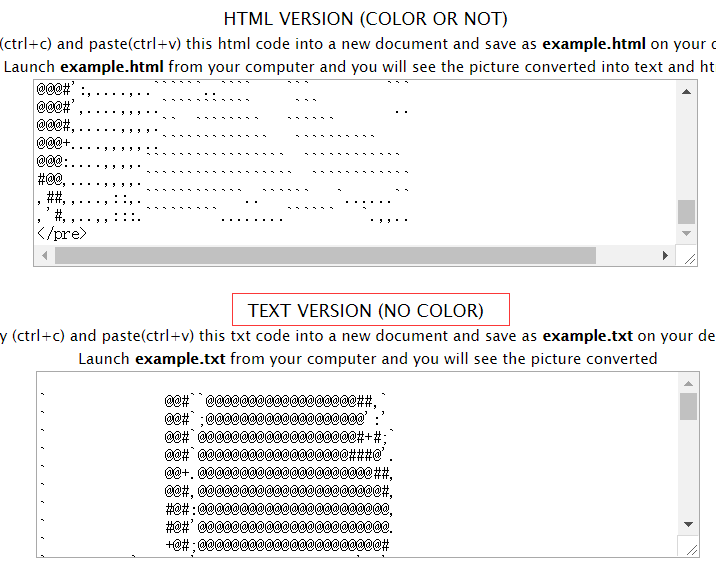 HTML VERSION (COLOR OR NOT)
(ctrl+c) and paste(ctrl+v) this html code into a new document and save as example.html on your d
Launch example.html from your computer and you will see the picture converted into text and ht
@@@#':,....,..``````..````    ```       ```
@@@#',....,,,..```````````      ```         ..
@@@#,.....,,,,.``  ``````   ``````
@@@+....,,,,,,..````````````   ``````````
@@@:....,,,,.`````````````````   ````````````
#@@,....,,,,.``````````````````  ````````````
,##,,....,::,.````````````..``````   `......``
,'#,,..,,:::.`````````........``````   `.,,..
</pre>
TEXT VERSION (NO COLOR)
y (ctrl+c) and paste(ctrl+v) this txt code into a new document and save as example.txt on your de
Launch example.txt from your computer and you will see the picture converted
`              @@#``@@@@@@@@@@@@@@@@@@##,`
`              @@#`;@@@@@@@@@@@@@@@@@@@':'
`              @@#`@@@@@@@@@@@@@@@@@@@#+#;`
`              @@#`@@@@@@@@@@@@@@@@@@###@'.
`              @@+.@@@@@@@@@@@@@@@@@@@@@##,
`              @@#,@@@@@@@@@@@@@@@@@@@@@@#,
`              #@#:@@@@@@@@@@@@@@@@@@@@@@@,
`              #@#'@@@@@@@@@@@@@@@@@@@@@@@.
`              +@#;@@@@@@@@@@@@@@@@@@@@@@#